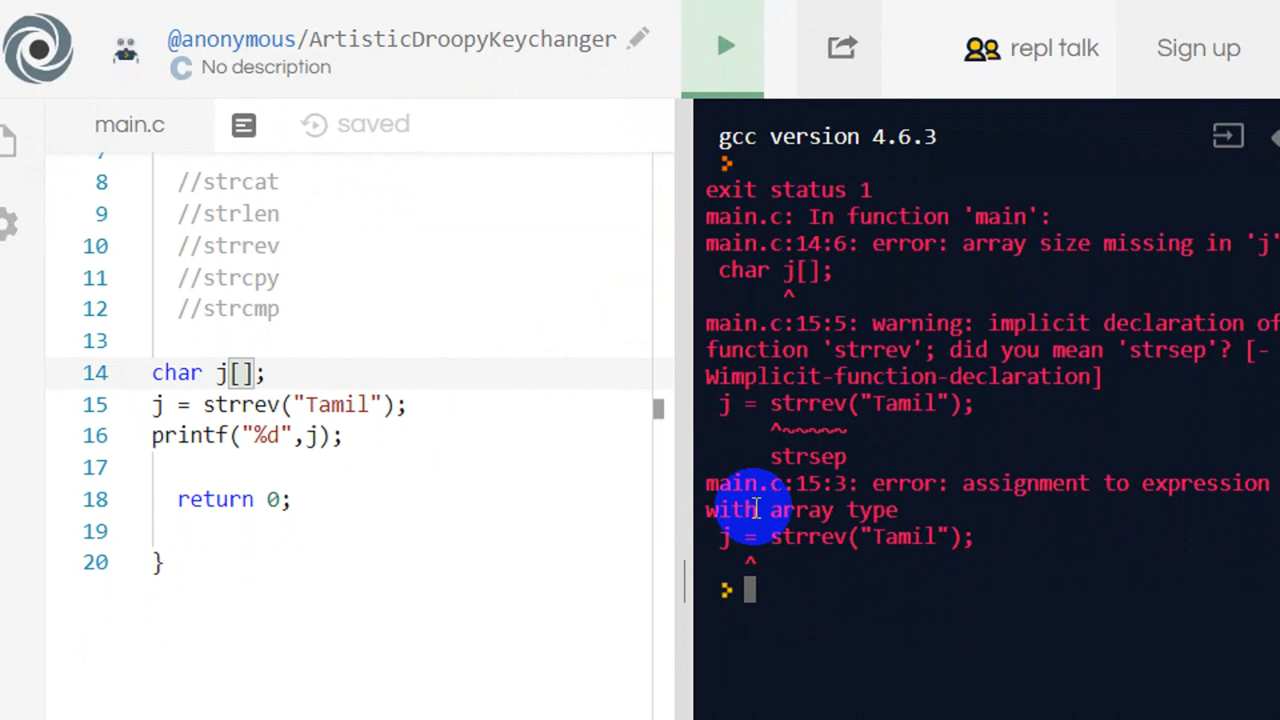 @anonymous/ArtisticDroopyKeychanger
No description
repl talk
Sign up
main.c
saved
8 //strcat
9 //strlen
10 //strrev
11 //strcpy
12 //strcmp
13
14 char j[];
15 j = strrev("Tamil");
16 printf("%d",j);
17
18 return 0;
19
20 }
gcc version 4.6.3
exit status 1
main.c: In function 'main':
main.c:14:6: error: array size missing in 'j'
char j[];
^
main.c:15:5: warning: implicit declaration of
function 'strrev'; did you mean 'strsep'? [-
Wimplicit-function-declaration]
j = strrev("Tamil");
^~~~~~
strsep
main.c:15:3: error: assignment to expression
with array type
j = strrev("Tamil");
^